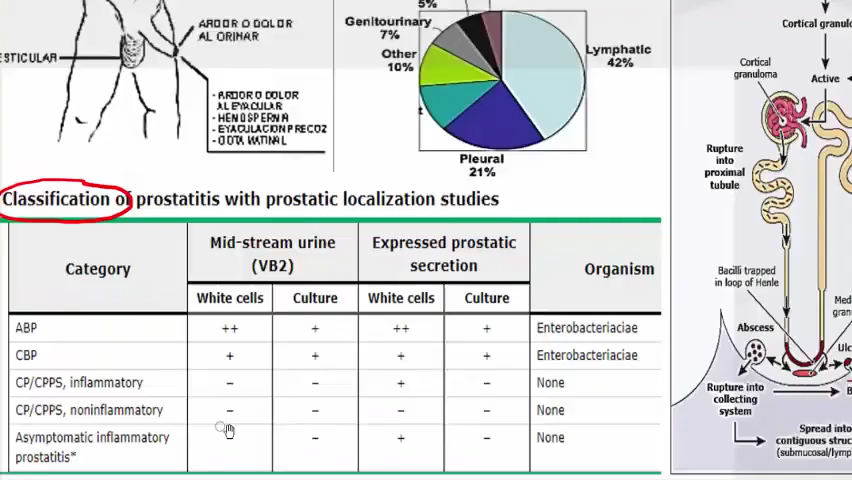 ARDOR O DOLOR
AL ORINAR
ESTICULAR
- ARDOR O DOLOR
AL EYACULAR
- HEMOSPERMIA
- EYACULACION PRECOZ
- GOTA MATINAL
5%
Genitourinary
7%
Other
10%
Lymphatic
42%
Pleural
21%
Classification of prostatitis with prostatic localization studies
Category
Mid-stream urine
(VB2)
Expressed prostatic
secretion
Organism
White cells
Culture
White cells
Culture
ABP ++ + ++ + Enterobacteriaciae
CBP + + + + Enterobacteriaciae
CP/CPPS, inflammatory – – + – None
CP/CPPS, noninflammatory – – – – None
Asymptomatic inflammatory – + – None
prostatitis*
Cortical granulo
Cortical
granuloma
Active
Rupture
into
proximal
tubule
Bacilli trapped
in loop of Henle
Med
gran
Abscess
Ulc
Rupture into
collecting
system
B
Spread into
contiguous struc
(submucosal/lymp